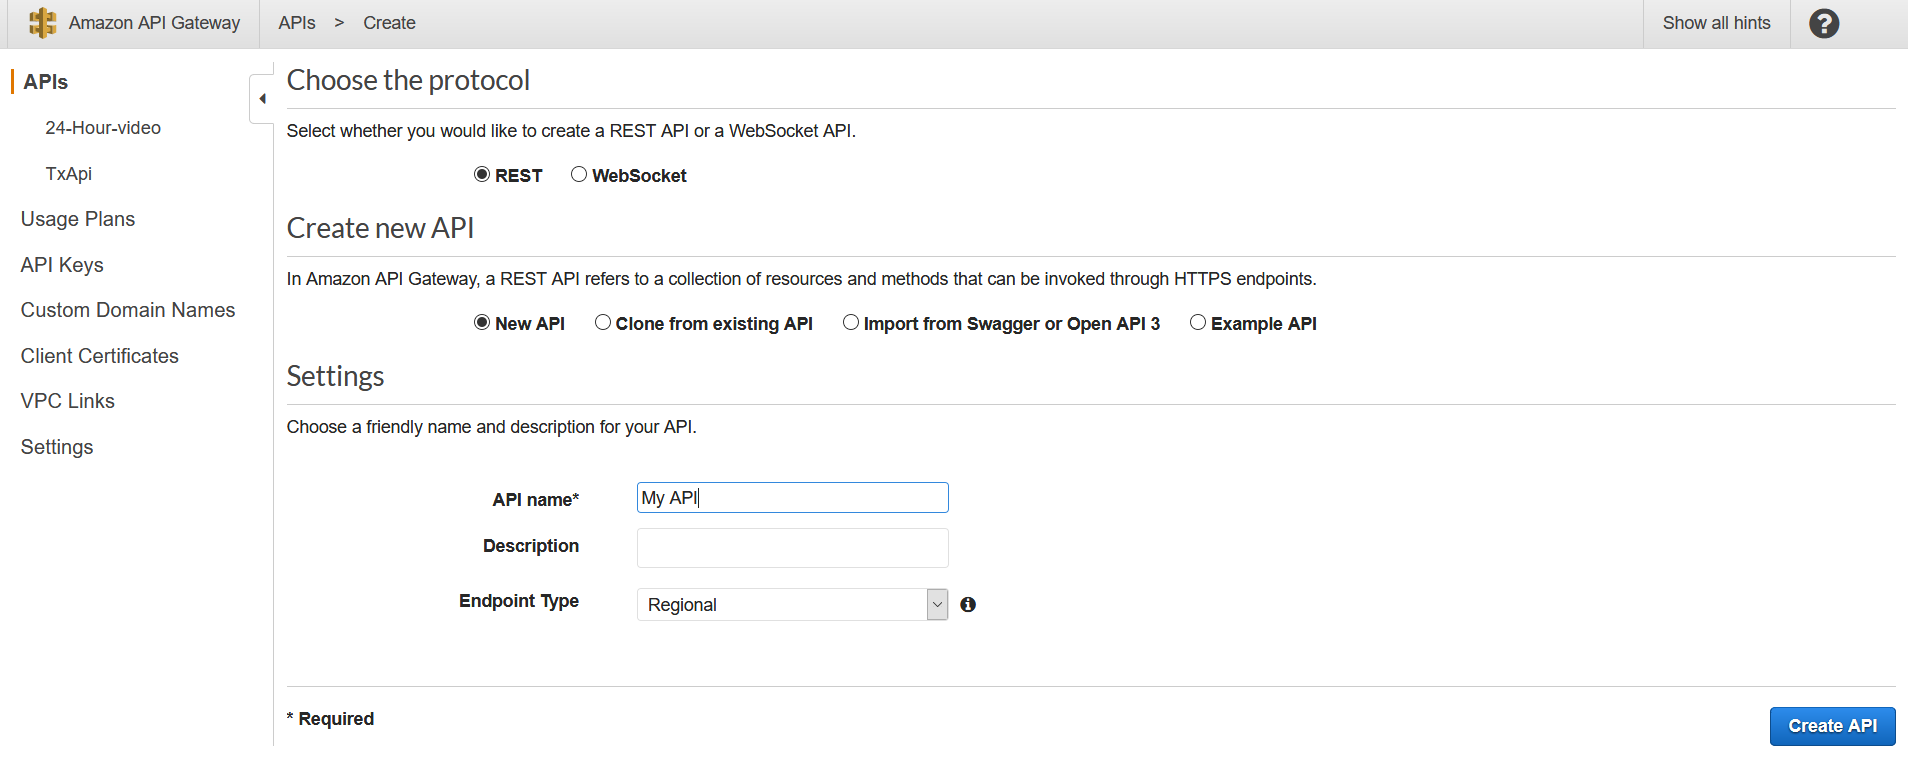 Amazon API Gateway APIs > Create Show all hints ?
APIs
24-Hour-video
TxApi
Usage Plans
API Keys
Custom Domain Names
Client Certificates
VPC Links
Settings
Choose the protocol
Select whether you would like to create a REST API or a WebSocket API.
REST WebSocket
Create new API
In Amazon API Gateway, a REST API refers to a collection of resources and methods that can be invoked through HTTPS endpoints.
New API Clone from existing API Import from Swagger or Open API 3 Example API
Settings
Choose a friendly name and description for your API.
API name* My API
Description
Endpoint Type Regional
* Required
Create API